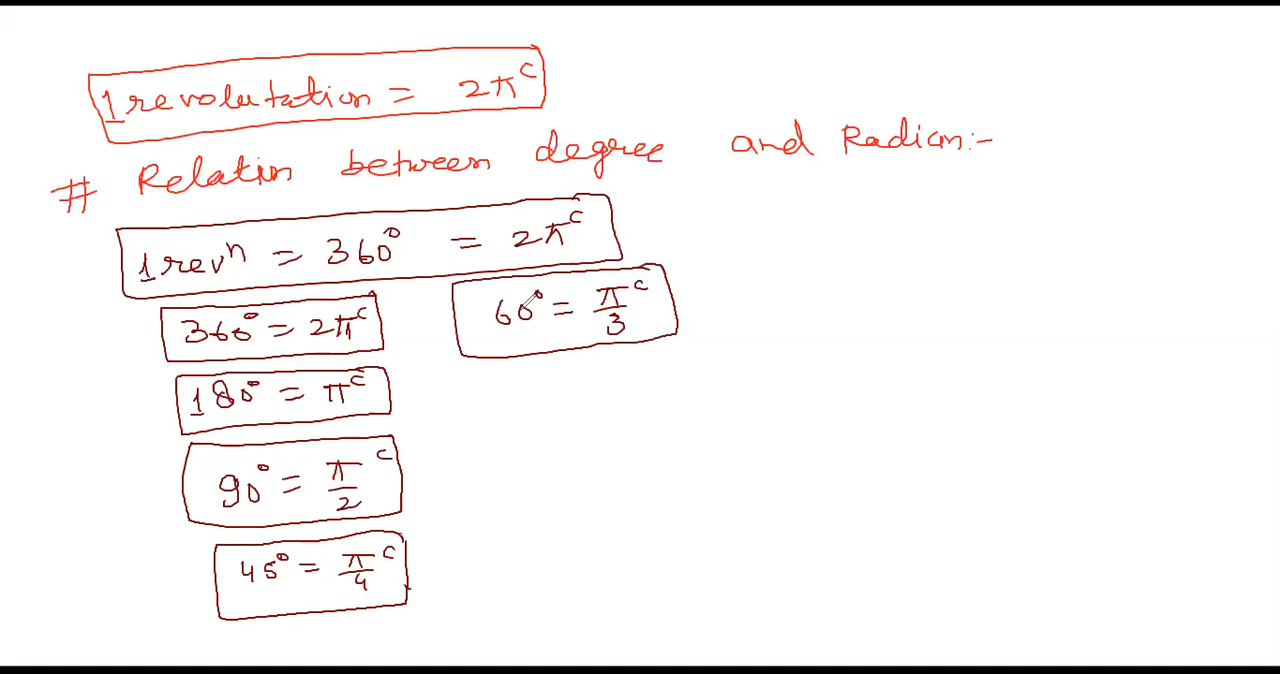 1 revolutation = 2π^c
# Relatin between degree and Radian:-
1 rev^n = 360° = 2π^c
360° = 2π^c
60° = π/3^c
180° = π^c
90° = π/2^c
45° = π/4^c